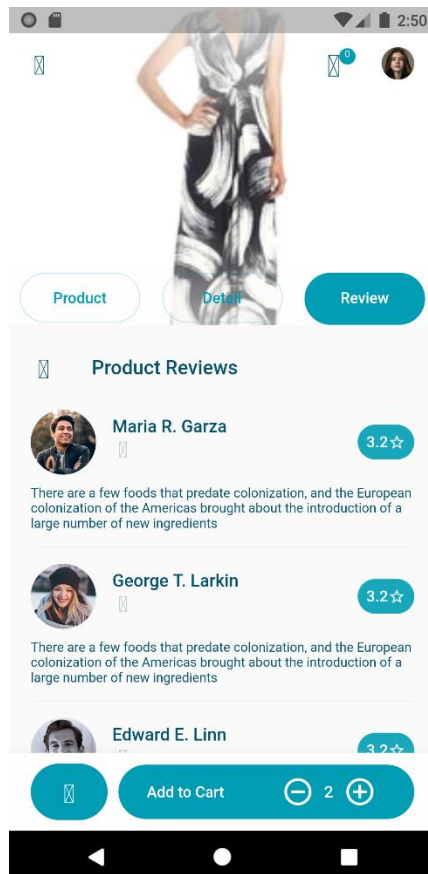 2:50
0
Product
Detail
Review
Product Reviews
Maria R. Garza
3.2☆
There are a few foods that predate colonization, and the European
colonization of the Americas brought about the introduction of a
large number of new ingredients
George T. Larkin
3.2☆
There are a few foods that predate colonization, and the European
colonization of the Americas brought about the introduction of a
large number of new ingredients
Edward E. Linn
3.2☆
Add to Cart
2